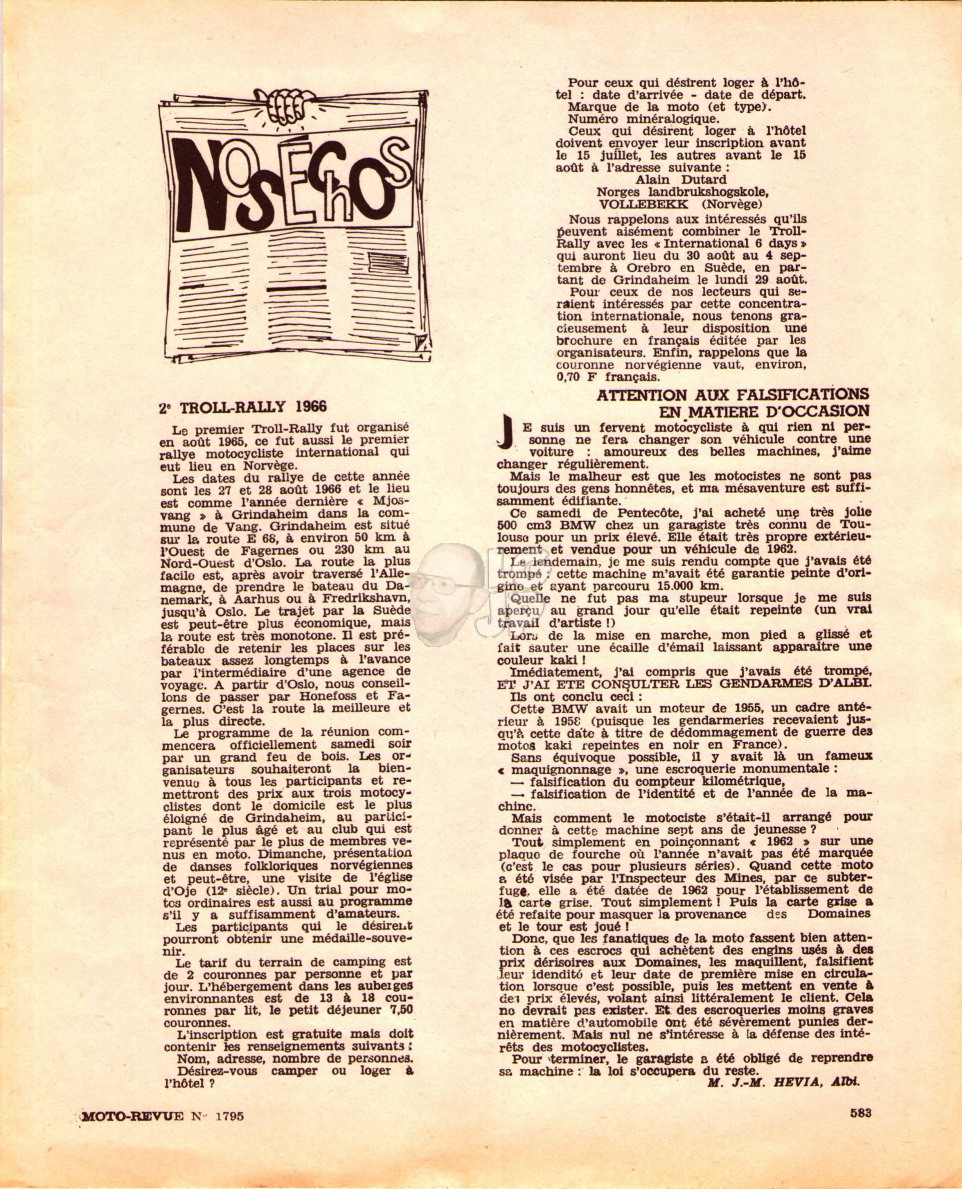 NOS ÉCHOS
2e TROLL-RALLY 1966
Le premier Troll-Rally fut organisé
en août 1965, ce fut aussi le premier
rallye motocycliste international qui
eut lieu en Norvège.
Les dates du rallye de cette année
sont les 27 et 28 août 1966 et le lieu
est comme l'année dernière « Mjos-
vang » à Grindaheim dans la com-
mune de Vang. Grindaheim est situé
sur la route E 68, à environ 50 km à
l'Ouest de Fagernes ou 230 km au
Nord-Ouest d'Oslo. La route la plus
facile est, après avoir traversé l'Alle-
magne, de prendre le bateau du Da-
nemark, à Aarhus ou à Fredrikshavn,
jusqu'à Oslo. Le trajet par la Suède
est peut-être plus économique, mais
la route est très monotone. Il est pré-
férable de retenir les places sur les
bateaux assez longtemps à l'avance
par l'intermédiaire d'une agence de
voyage. A partir d'Oslo, nous conseil-
lons de passer par Honefoss et Fa-
gernes. C'est la route la meilleure et
la plus directe.
Le programme de la réunion com-
mencera officiellement samedi soir
par un grand feu de bois. Les or-
ganisateurs souhaiteront la bien-
venue à tous les participants et re-
mettront des prix aux trois motocy-
clistes dont le domicile est le plus
éloigné de Grindaheim, au partici-
pant le plus âgé et au club qui est
représenté par le plus de membres ve-
nus en moto. Dimanche, présentation
de danses folkloriques norvégiennes
et peut-être, une visite de l'église
d'Oje (12e siècle). Un trial pour mo-
tos ordinaires est aussi au programme
s'il y a suffisamment d'amateurs.
Les participants qui le désirent
pourront obtenir une médaille-souve-
nir.
Le tarif du terrain de camping est
de 2 couronnes par personne et par
jour. L'hébergement dans les auberges
environnantes est de 13 à 18 cou-
ronnes par lit, le petit déjeuner 7,50
couronnes.
L'inscription est gratuite mais doit
contenir les renseignements suivants :
Nom, adresse, nombre de personnes.
Désirez-vous camper ou loger à
l'hôtel ?
Pour ceux qui désirent loger à l'hô-
tel : date d'arrivée - date de départ.
Marque de la moto (et type).
Numéro minéralogique.
Ceux qui désirent loger à l'hôtel
doivent envoyer leur inscription avant
le 15 juillet, les autres avant le 15
août à l'adresse suivante :
Alain Dutard
Norges landbrukshogskole,
VOLLEBEKK (Norvège)
Nous rappelons aux intéressés qu'ils
peuvent aisément combiner le Troll-
Rally avec les « International 6 days »
qui auront lieu du 30 août au 4 sep-
tembre à Orebro en Suède, en par-
tant de Grindaheim le lundi 29 août.
Pour ceux de nos lecteurs qui se-
raient intéressés par cette concentra-
tion internationale, nous tenons gra-
cieusement à leur disposition une
brochure en français éditée par les
organisateurs. Enfin, rappelons que la
couronne norvégienne vaut, environ,
0,70 F français.
ATTENTION AUX FALSIFICATIONS
EN MATIERE D'OCCASION
JE suis un fervent motocycliste à qui rien ni per-
sonne ne fera changer son véhicule contre une
voiture : amoureux des belles machines, j'aime
changer régulièrement.
Mais le malheur est que les motocistes ne sont pas
toujours des gens honnêtes, et ma mésaventure est suffi-
samment édifiante.
Ce samedi de Pentecôte, j'ai acheté une très jolie
500 cm3 BMW chez un garagiste très connu de Tou-
louse pour un prix élevé. Elle était très propre extérieu-
rement et vendue pour un véhicule de 1962.
Le lendemain, je me suis rendu compte que j'avais été
trompé : cette machine m'avait été garantie peinte d'ori-
gine et ayant parcouru 15.000 km.
Quelle ne fut pas ma stupeur lorsque je me suis
aperçu au grand jour qu'elle était repeinte (un vrai
travail d'artiste !)
Lors de la mise en marche, mon pied a glissé et
fait sauter une écaille d'émail laissant apparaître une
couleur kaki !
Imédiatement, j'ai compris que j'avais été trompé,
ET J'AI ETE CONSULTER LES GENDARMES D'ALBI.
Ils ont conclu ceci :
Cette BMW avait un moteur de 1955, un cadre anté-
rieur à 1958 (puisque les gendarmeries recevaient jus-
qu'à cette date à titre de dédommagement de guerre des
motos kaki repeintes en noir en France).
Sans équivoque possible, il y avait là un fameux
« maquignonnage », une escroquerie monumentale :
— falsification du compteur kilométrique,
— falsification de l'identité et de l'année de la ma-
chine.
Mais comment le motociste s'était-il arrangé pour
donner à cette machine sept ans de jeunesse ?
Tout simplement en poinçonnant « 1962 » sur une
plaque de fourche où l'année n'avait pas été marquée
(c'est le cas pour plusieurs séries). Quand cette moto
a été visée par l'Inspecteur des Mines, par ce subter-
fuge, elle a été datée de 1962 pour l'établissement de
la carte grise. Tout simplement ! Puis la carte grise a
été refaite pour masquer la provenance des Domaines
et le tour est joué !
Donc, que les fanatiques de la moto fassent bien atten-
tion à ces escrocs qui achètent des engins usés à des
prix dérisoires aux Domaines, les maquillent, falsifient
leur idendité et leur date de première mise en circula-
tion lorsque c'est possible, puis les mettent en vente à
des prix élevés, volant ainsi littéralement le client. Cela
ne devrait pas exister. Et des escroqueries moins graves
en matière d'automobile ont été sévèrement punies der-
nièrement. Mais nul ne s'intéresse à la défense des inté-
rêts des motocyclistes.
Pour terminer, le garagiste a été obligé de reprendre
sa machine : la loi s'occupera du reste.
M. J.-M. HEVIA, Albi.
MOTO-REVUE No 1795
583